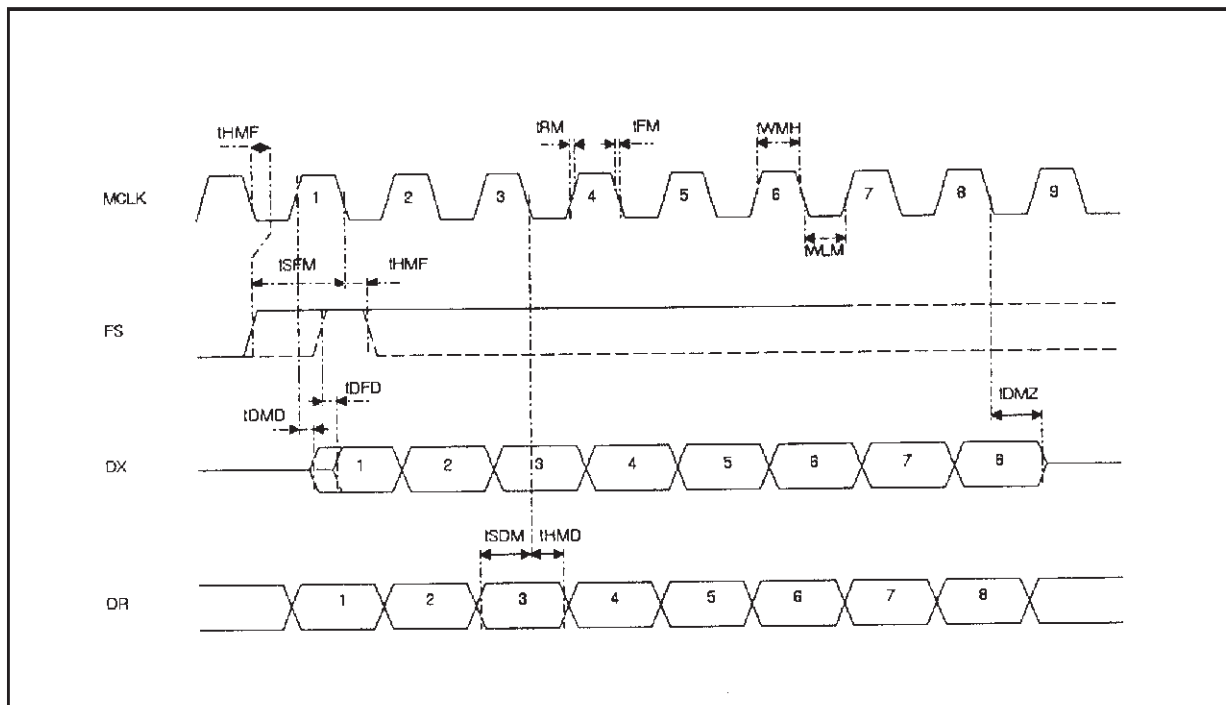 tHMF
tRM
tFM
tWMH
MCLK
1 2 3 4 5 6 7 8 9
tWLM
tSFM
tHMF
FS
tDFD
tDMD
tDMZ
DX
1 2 3 4 5 6 7 8
tSDM
tHMD
DR
1 2 3 4 5 6 7 8